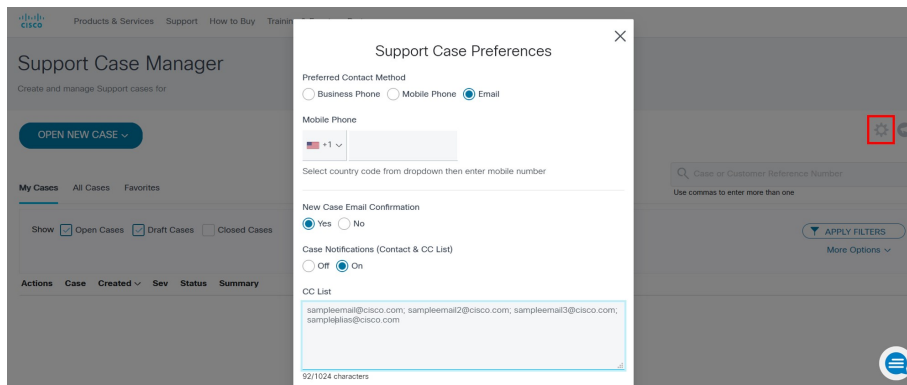 CISCO
Products & Services Support How to Buy
Support Case Manager
Create and manage Support cases for
OPEN NEW CASE
My Cases All Cases Favorites
Show Open Cases Draft Cases Closed Cases
Actions Case Created Sev Status Summary
Support Case Preferences
Preferred Contact Method
Business Phone Mobile Phone Email
Mobile Phone
+1
Select country code from dropdown then enter mobile number
New Case Email Confirmation
Yes No
Case Notifications (Contact & CC List)
Off On
CC List
sampleemail@cisco.com; sampleemail2@cisco.com; sampleemail3@cisco.com;
samplealias@cisco.com
92/1024 characters
Case or Customer Reference Number
Use commas to enter more than one
APPLY FILTERS
More Options